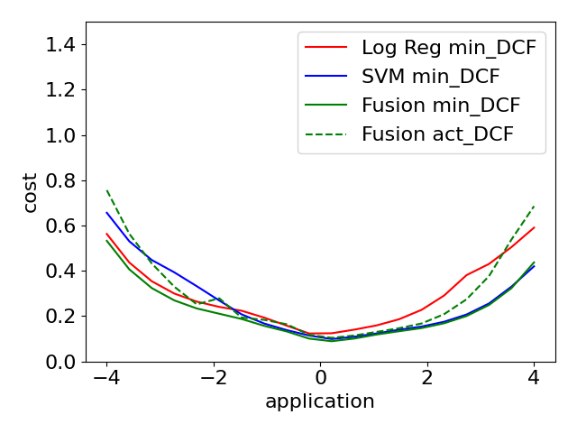 1.4
1.2
1.0
0.8
0.6
0.4
0.2
0.0
cost
−4
−2
0
2
4
application
Log Reg min_DCF
SVM min_DCF
Fusion min_DCF
Fusion act_DCF